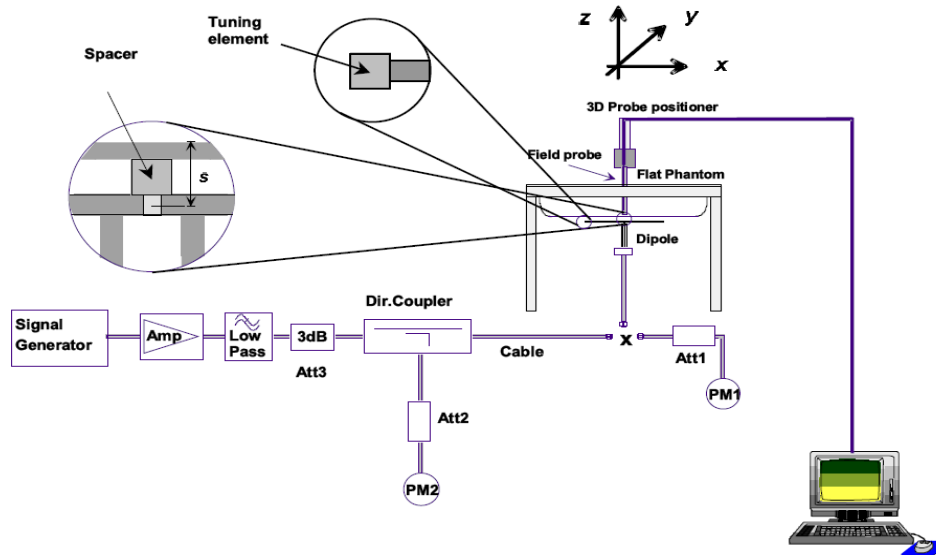 Tuning
element
Spacer
s
z
y
x
3D Probe positioner
Field probe
Flat Phantom
Dipole
Signal
Generator
Amp
Low
Pass
3dB
Att3
Dir.Coupler
Cable
x
Att1
PM1
Att2
PM2